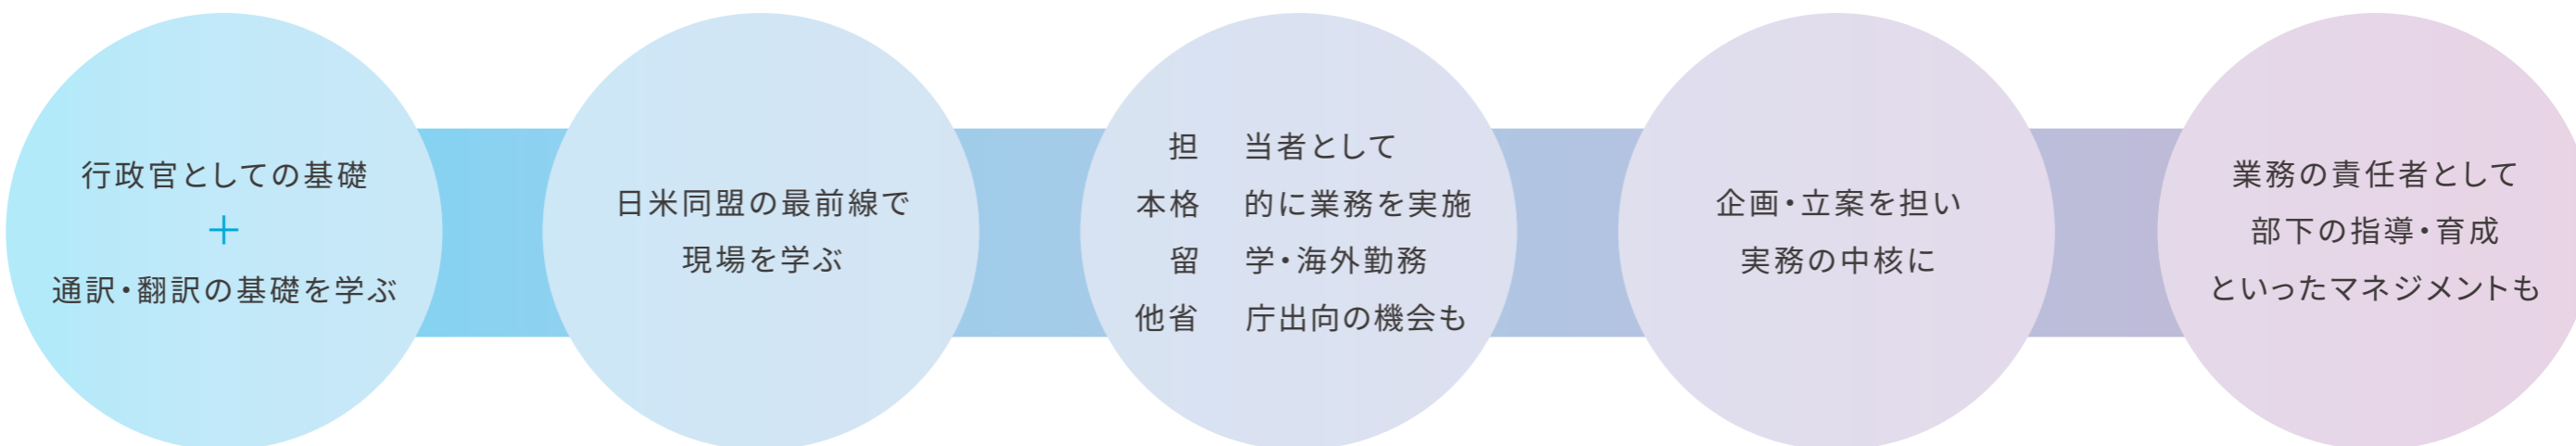 行政官としての基礎
＋
通訳・翻訳の基礎を学ぶ
日米同盟の最前線で
現場を学ぶ
担当者として
本格的に業務を実施
留学・海外勤務
他省庁出向の機会も
企画・立案を担い
実務の中核に
業務の責任者として
部下の指導・育成
といったマネジメントも